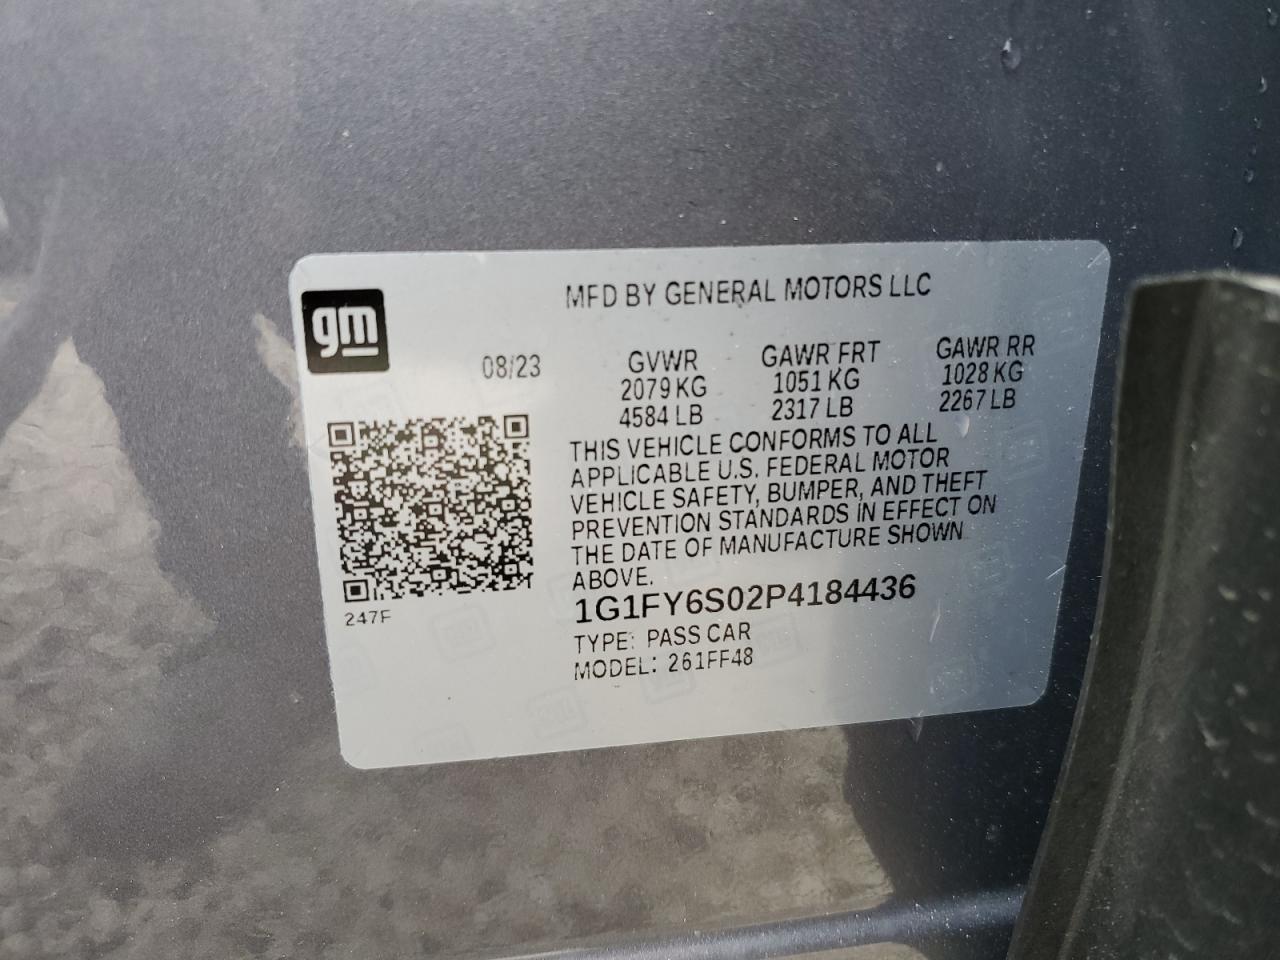 gm
MFD BY GENERAL MOTORS LLC
08/23 GVWR GAWR FRT GAWR RR
2079 KG 1051 KG 1028 KG
4584 LB 2317 LB 2267 LB
THIS VEHICLE CONFORMS TO ALL
APPLICABLE U.S. FEDERAL MOTOR
VEHICLE SAFETY, BUMPER, AND THEFT
PREVENTION STANDARDS IN EFFECT ON
THE DATE OF MANUFACTURE SHOWN
ABOVE.
1G1FY6S02P4184436
247F
TYPE: PASS CAR
MODEL: 261FF48